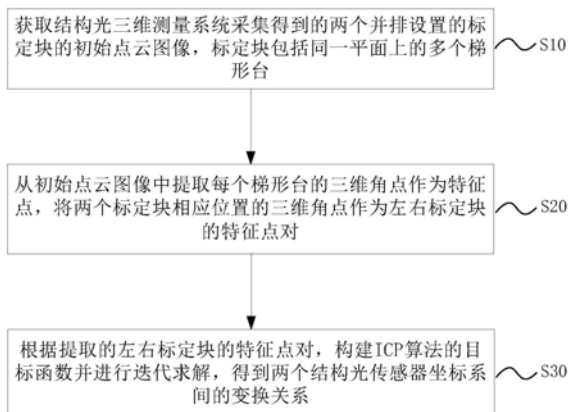 获取结构光三维测量系统采集得到的两个并排设置的标
定块的初始点云图像，标定块包括同一平面上的多个梯
形台
S10
从初始点云图像中提取每个梯形台的三维角点作为特征
点，将两个标定块相应位置的三维角点作为左右标定块
的特征点对
S20
根据提取的左右标定块的特征点对，构建ICP算法的目
标函数并进行迭代求解，得到两个结构光传感器坐标系
间的变换关系
S30